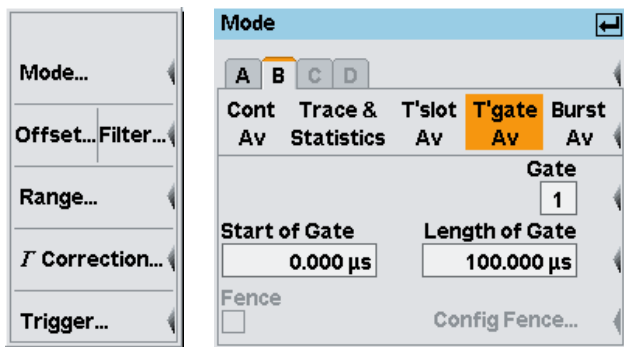 Mode...
Offset... Filter...
Range...
Γ Correction...
Trigger...
Mode
A B C D
Cont Trace & T'slot T'gate Burst
Av Statistics Av Av Av
Gate
1
Start of Gate Length of Gate
0.000 µs 100.000 µs
Fence
Config Fence...